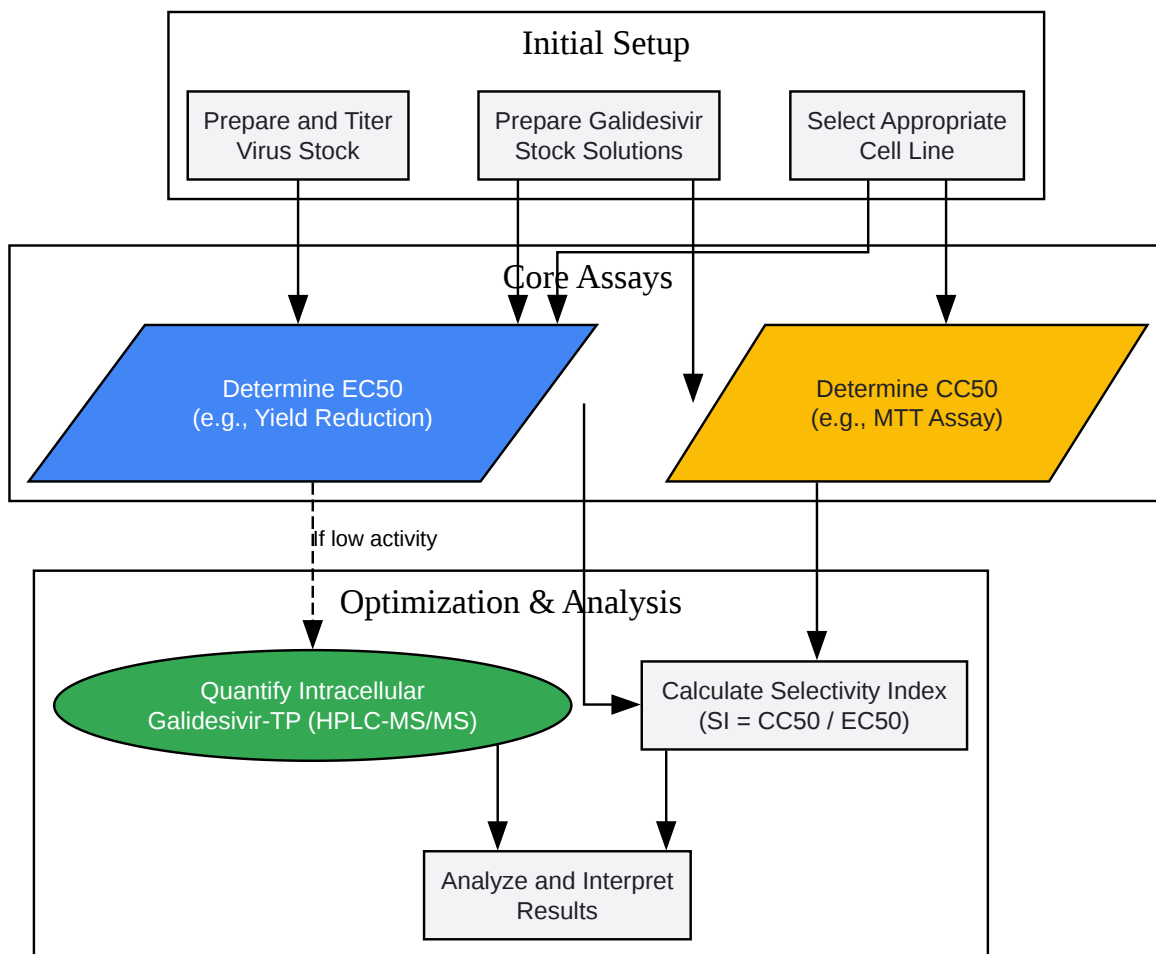 Initial Setup
Prepare and Titer
Virus Stock
Prepare Galidesivir
Stock Solutions
Select Appropriate
Cell Line
Core Assays
Determine EC50
(e.g., Yield Reduction)
Determine CC50
(e.g., MTT Assay)
If low activity
Optimization & Analysis
Quantify Intracellular
Galidesivir-TP (HPLC-MS/MS)
Calculate Selectivity Index
(SI = CC50 / EC50)
Analyze and Interpret
Results